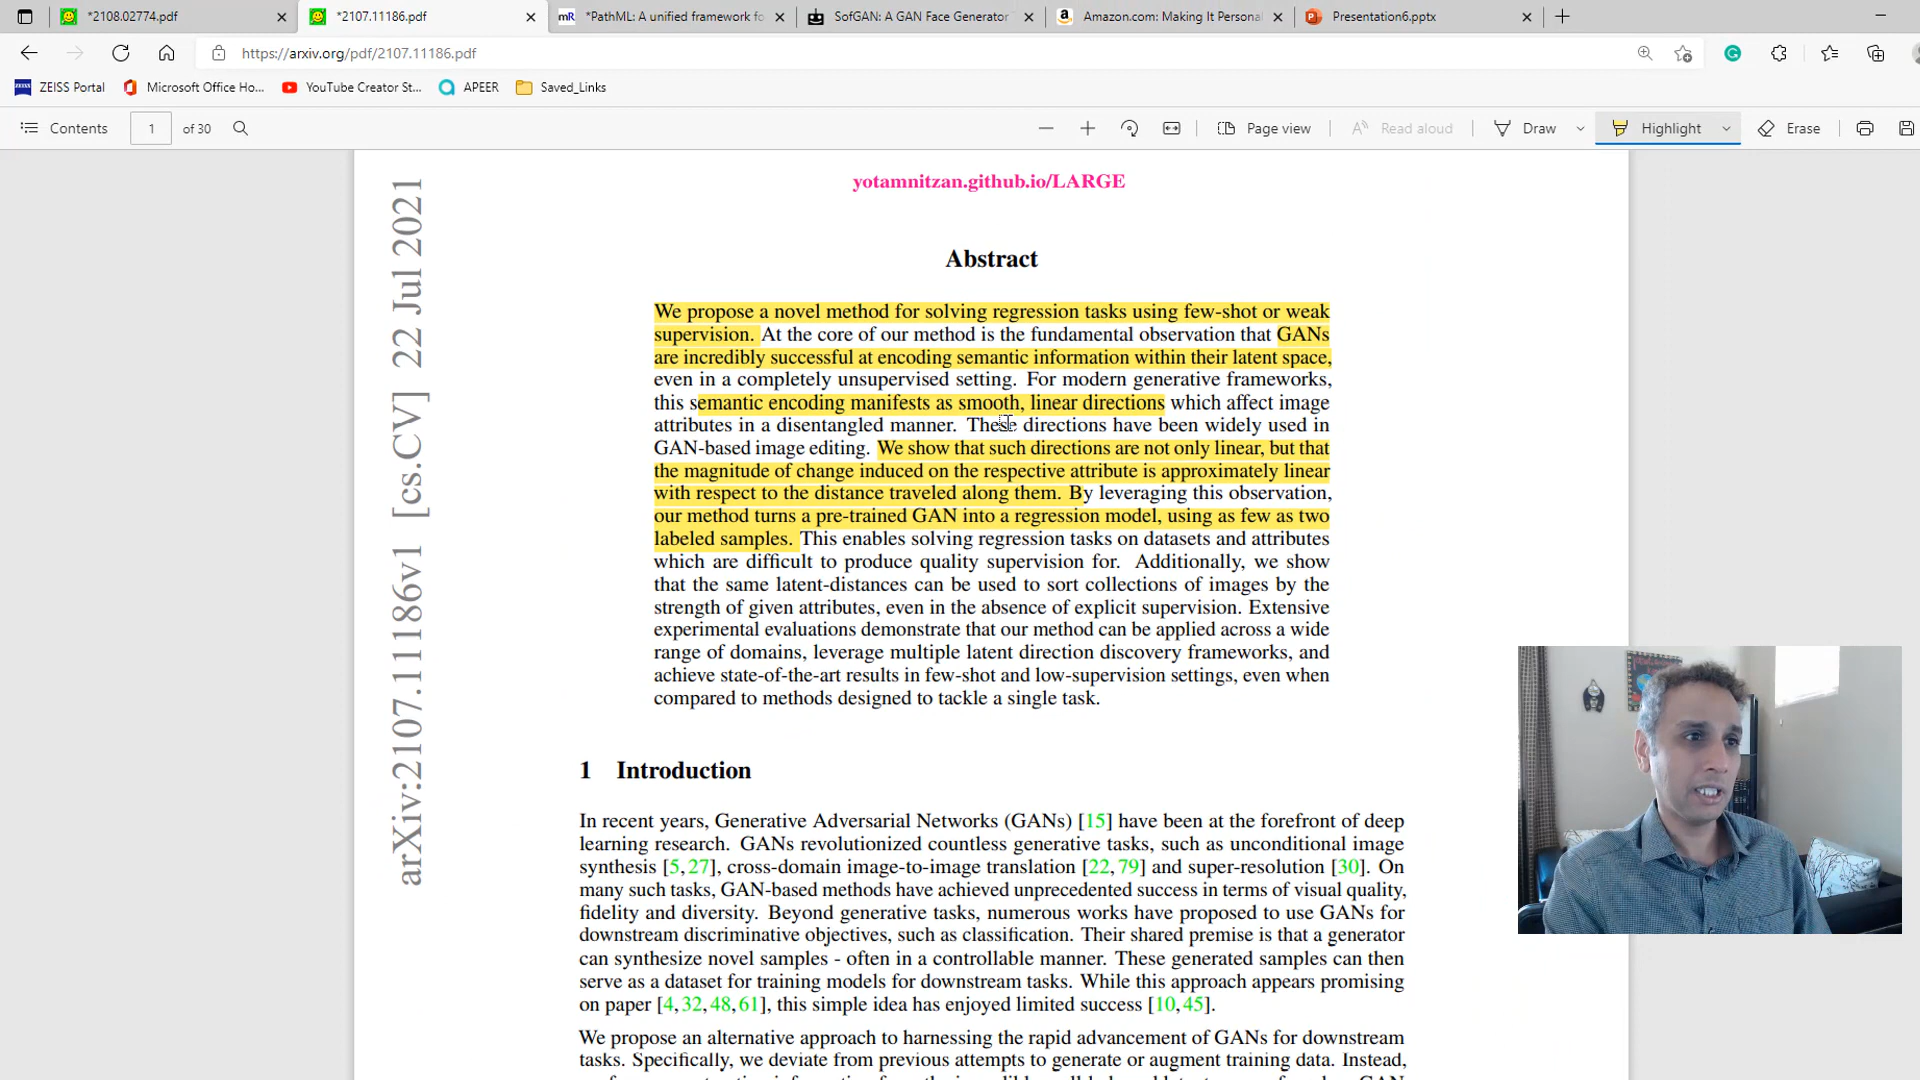 *2108.02774.pdf
*2107.11186.pdf
mR *PathML: A unified framework fo
SofGAN: A GAN Face Generator
Amazon.com: Making It Persona
Presentation6.pptx
https://arxiv.org/pdf/2107.11186.pdf
ZEISS Portal
Microsoft Office Ho...
YouTube Creator St...
APEER
Saved_Links
Contents
1
of 30
Page view
Read aloud
Draw
Highlight
Erase
arXiv:2107.11186v1 [cs.CV] 22 Jul 2021
yotamnitzan.github.io/LARGE
Abstract
We propose a novel method for solving regression tasks using few-shot or weak
supervision. At the core of our method is the fundamental observation that GANs
are incredibly successful at encoding semantic information within their latent space,
even in a completely unsupervised setting. For modern generative frameworks,
this semantic encoding manifests as smooth, linear directions which affect image
attributes in a disentangled manner. These directions have been widely used in
GAN-based image editing. We show that such directions are not only linear, but that
the magnitude of change induced on the respective attribute is approximately linear
with respect to the distance traveled along them. By leveraging this observation,
our method turns a pre-trained GAN into a regression model, using as few as two
labeled samples. This enables solving regression tasks on datasets and attributes
which are difficult to produce quality supervision for. Additionally, we show
that the same latent-distances can be used to sort collections of images by the
strength of given attributes, even in the absence of explicit supervision. Extensive
experimental evaluations demonstrate that our method can be applied across a wide
range of domains, leverage multiple latent direction discovery frameworks, and
achieve state-of-the-art results in few-shot and low-supervision settings, even when
compared to methods designed to tackle a single task.
1 Introduction
In recent years, Generative Adversarial Networks (GANs) [15] have been at the forefront of deep
learning research. GANs revolutionized countless generative tasks, such as unconditional image
synthesis [5,27], cross-domain image-to-image translation [22,79] and super-resolution [30]. On
many such tasks, GAN-based methods have achieved unprecedented success in terms of visual quality,
fidelity and diversity. Beyond generative tasks, numerous works have proposed to use GANs for
downstream discriminative objectives, such as classification. Their shared premise is that a generator
can synthesize novel samples - often in a controllable manner. These generated samples can then
serve as a dataset for training models for downstream tasks. While this approach appears promising
on paper [4,32,48,61], this simple idea has enjoyed limited success [10,45].
We propose an alternative approach to harnessing the rapid advancement of GANs for downstream
tasks. Specifically, we deviate from previous attempts to generate or augment training data. Instead,